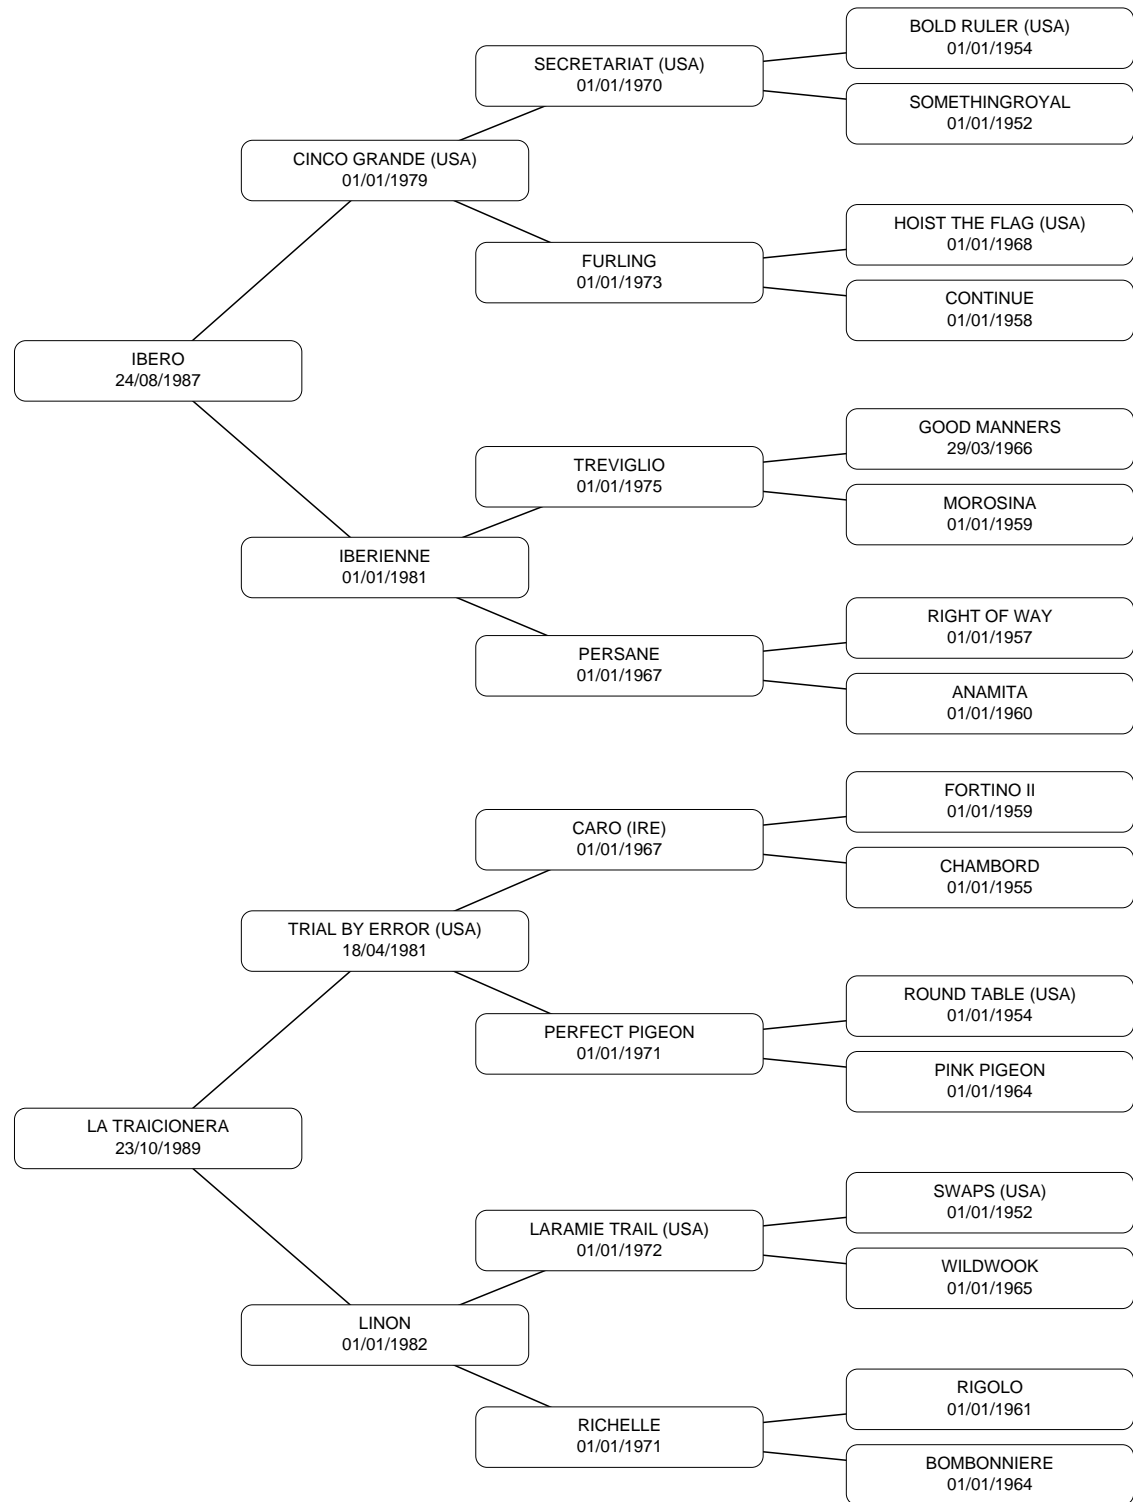 BOLD RULER (USA)
01/01/1954
SECRETARIAT (USA)
01/01/1970
SOMETHINGROYAL
01/01/1952
CINCO GRANDE (USA)
01/01/1979
HOIST THE FLAG (USA)
01/01/1968
FURLING
01/01/1973
CONTINUE
01/01/1958
IBERO
24/08/1987
GOOD MANNERS
29/03/1966
TREVIGLIO
01/01/1975
MOROSINA
01/01/1959
IBERIENNE
01/01/1981
RIGHT OF WAY
01/01/1957
PERSANE
01/01/1967
ANAMITA
01/01/1960
FORTINO II
01/01/1959
CARO (IRE)
01/01/1967
CHAMBORD
01/01/1955
TRIAL BY ERROR (USA)
18/04/1981
ROUND TABLE (USA)
01/01/1954
PERFECT PIGEON
01/01/1971
PINK PIGEON
01/01/1964
LA TRAICIONERA
23/10/1989
SWAPS (USA)
01/01/1952
LARAMIE TRAIL (USA)
01/01/1972
WILDWOOK
01/01/1965
LINON
01/01/1982
RIGOLO
01/01/1961
RICHELLE
01/01/1971
BOMBONNIERE
01/01/1964